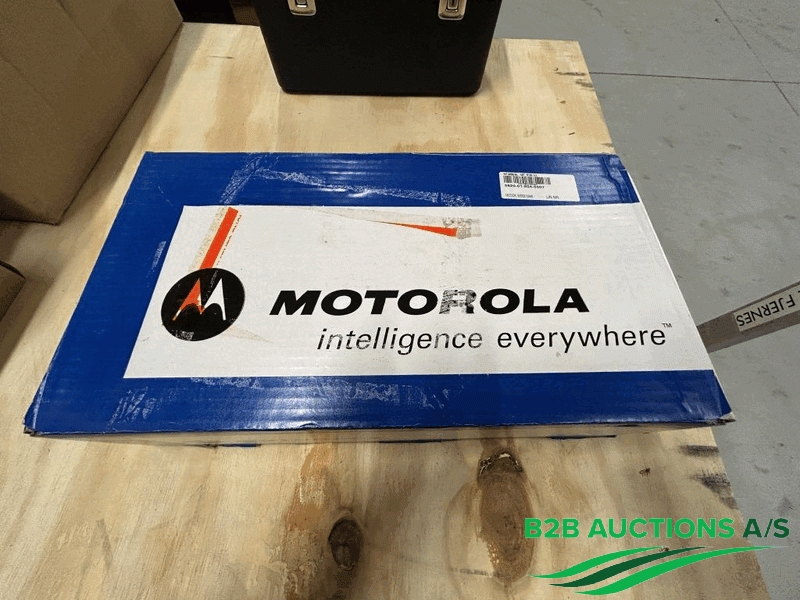 MOTOROLA
intelligence everywhere™
FJERNES
B2B AUCTIONS A/S